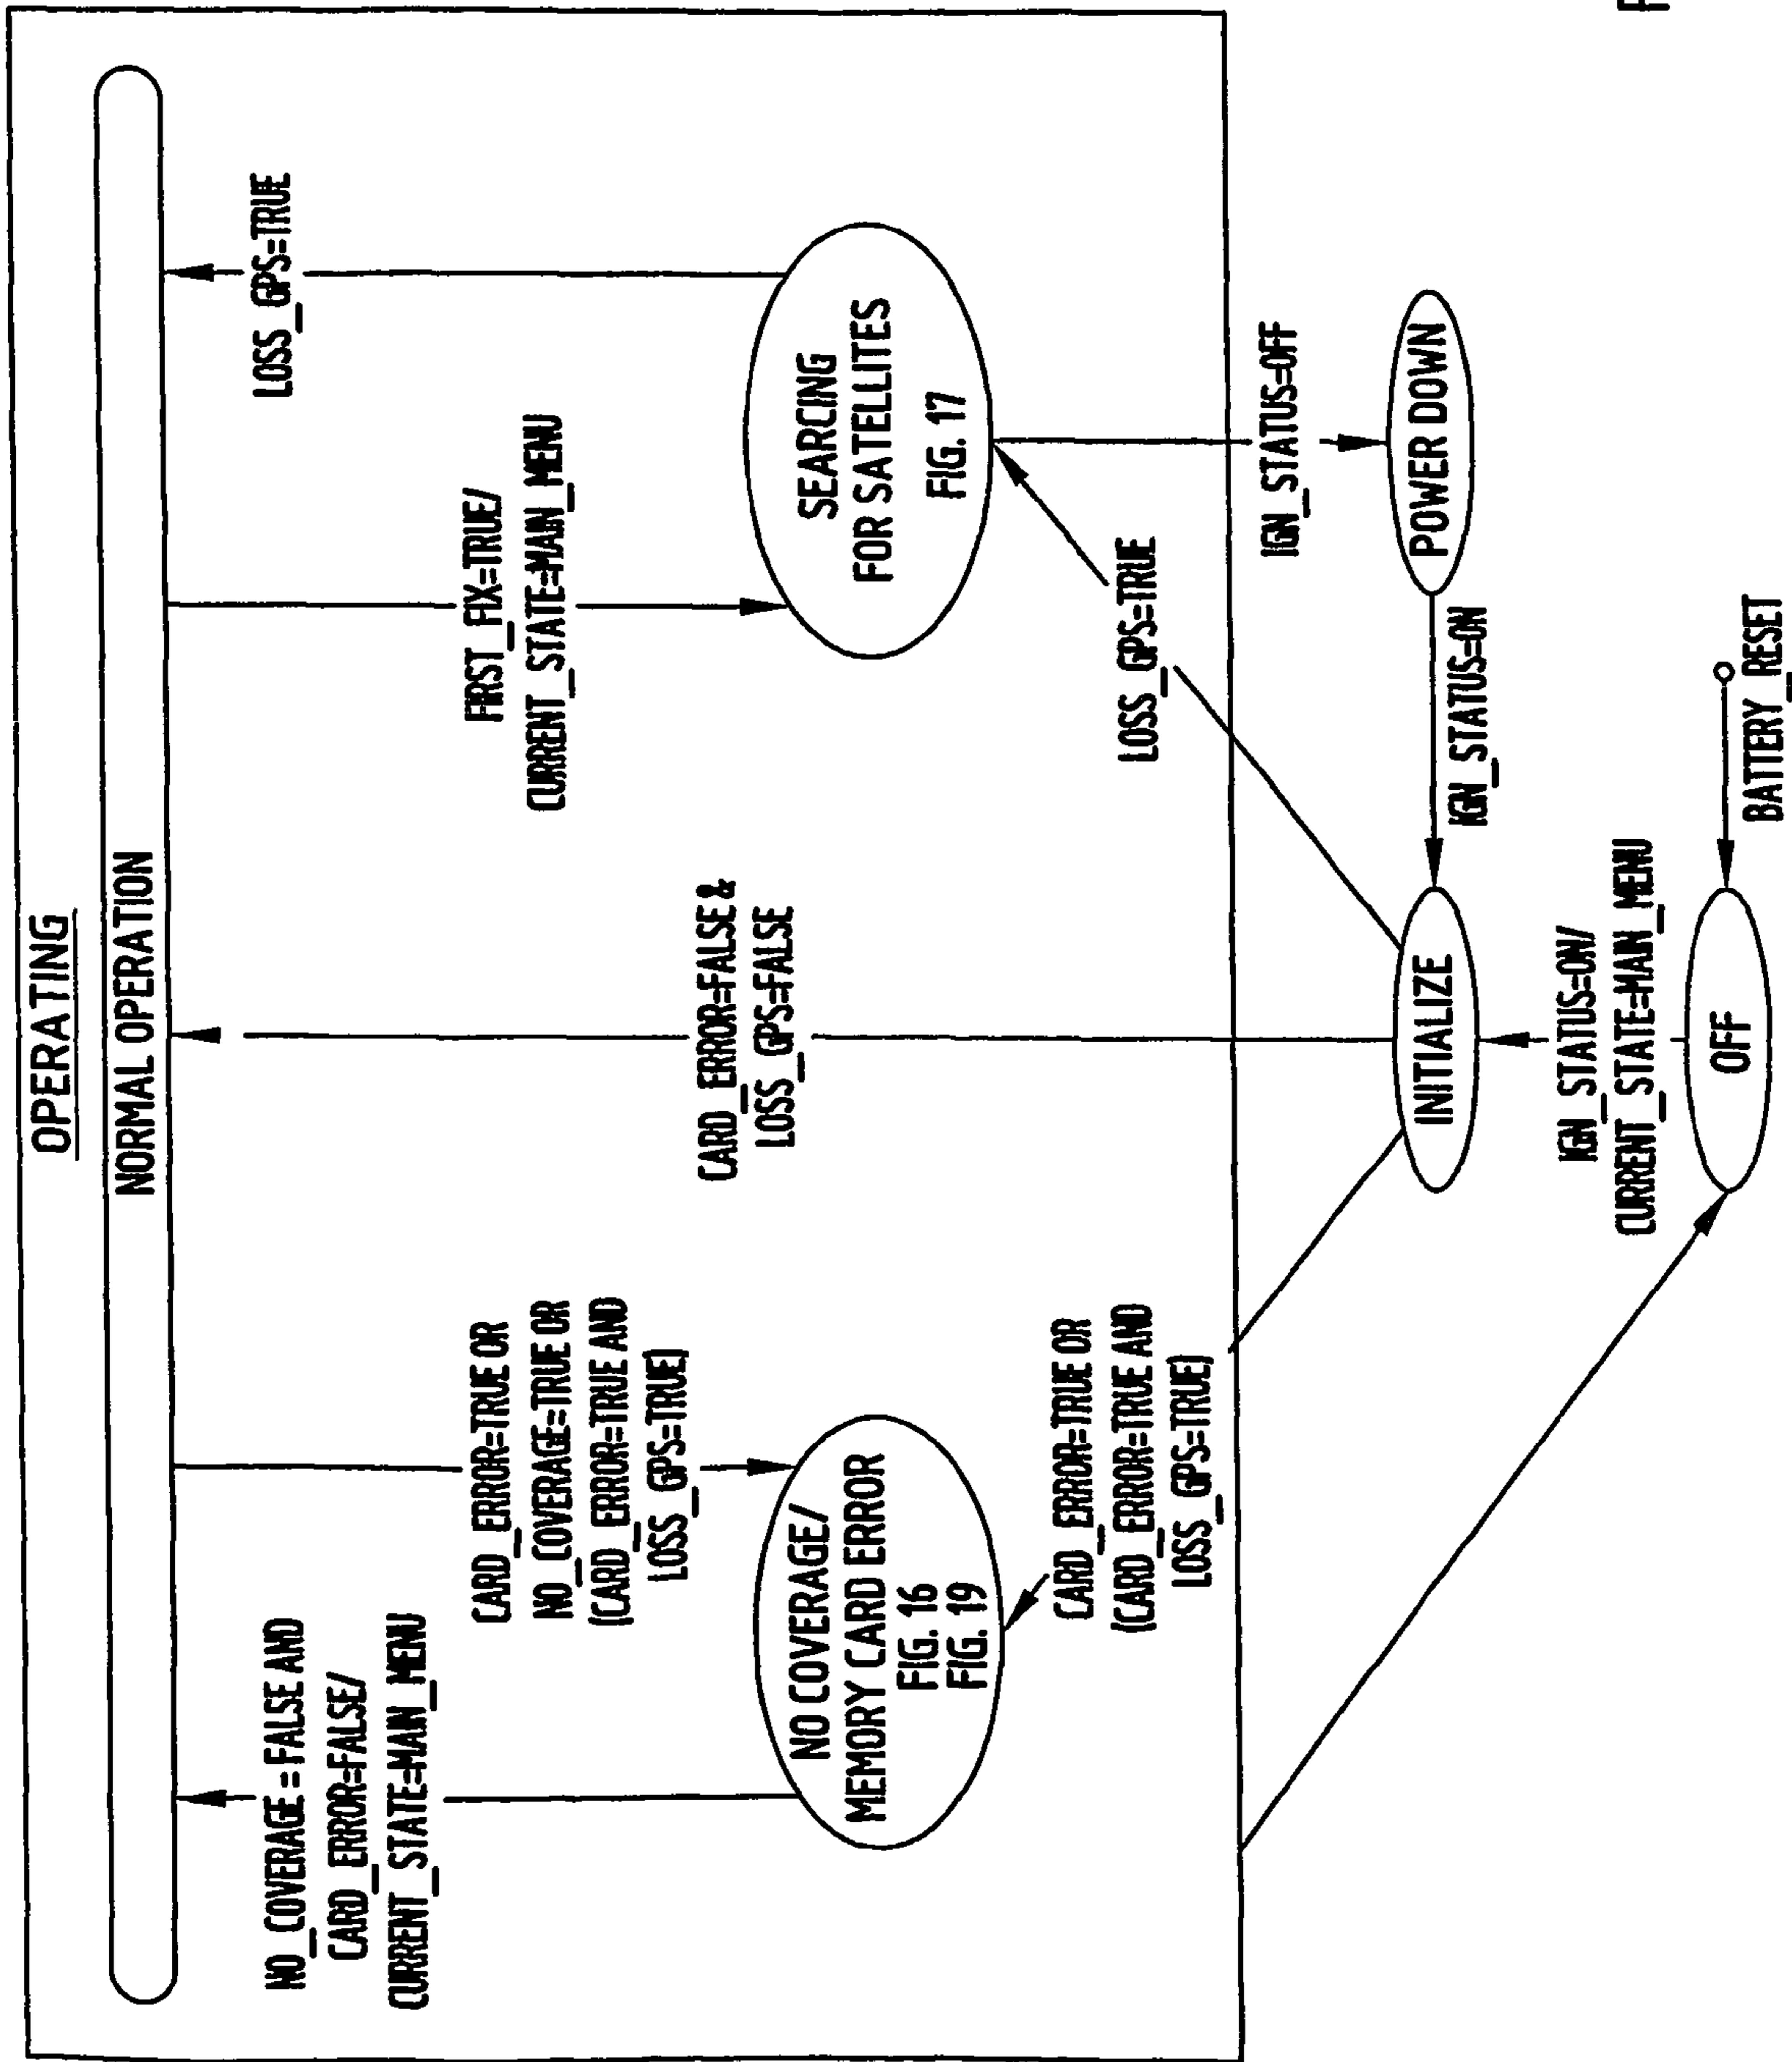 OPERATING
NORMAL OPERATION
NO_COVERAGE =FALSE AND
CARD_ERROR=FALSE/
CURRENT_STATE=MAIN_MENU
CARD_ERROR=TRUE OR
NO_COVERAGE=TRUE OR
(CARD_ERROR=TRUE AND
LOSS_GPS=TRUE)
CARD_ERROR=FALSE &
LOSS_GPS=FALSE
FIRST_FIX=TRUE/
CURRENT_STATE=MAIN_MENU
LOSS_GPS=TRUE
NO COVERAGE/
MEMORY CARD ERROR
FIG. 16
FIG. 19
SEARCING
FOR SATELLITES
FIG. 17
CARD_ERROR=TRUE OR
(CARD_ERROR=TRUE AND
LOSS_GPS=TRUE)
LOSS_GPS=TRUE
IGN_STATUS=OFF
INITIALIZE
POWER DOWN
IGN_STATUS=ON
IGN_STATUS=ON/
CURRENT_STATE=MAIN_MENU
OFF
BATTERY_RESET